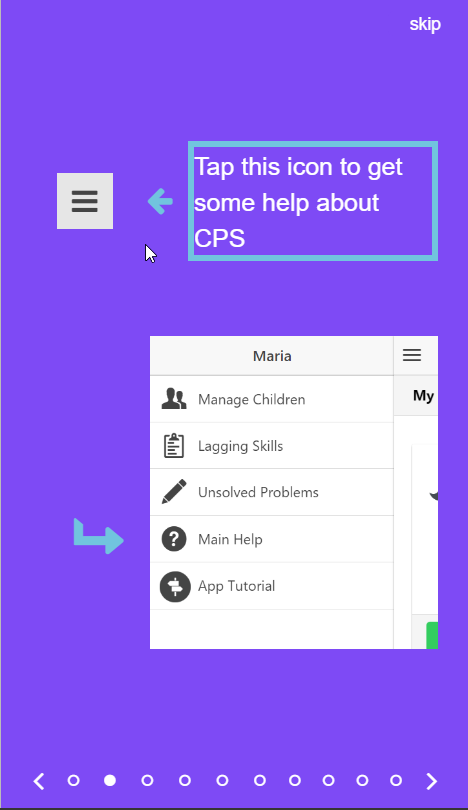 skip
Tap this icon to get
some help about
CPS
Maria
My
Manage Children
Lagging Skills
Unsolved Problems
Main Help
App Tutorial